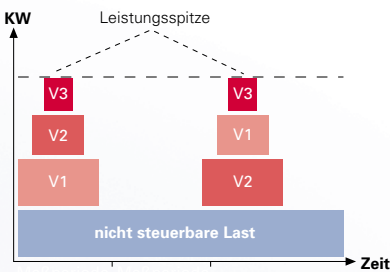 KW
Leistungsspitze
V3
V3
V2
V1
V1
V2
nicht steuerbare Last
Zeit